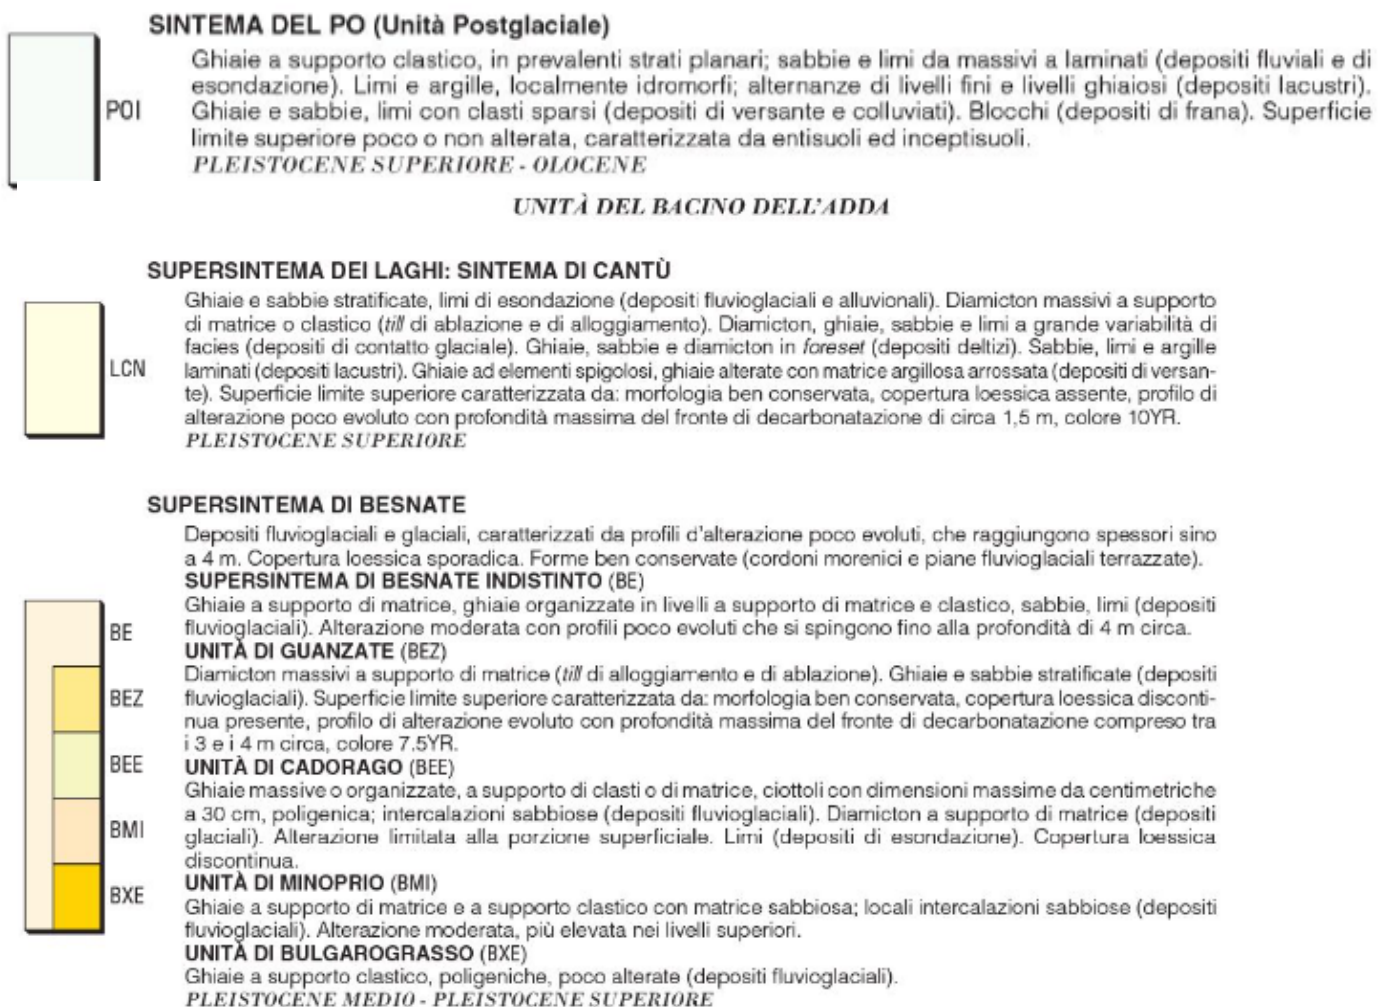 SINTEMA DEL PO (Unità Postglaciale)
Ghiaie a supporto clastico, in prevalenti strati planari; sabbie e limi da massivi a laminati (depositi fluviali e di
esondazione). Limi e argille, localmente idromorfi; alternanze di livelli fini e livelli ghiaiosi (depositi lacustri).
POI
Ghiaie e sabbie, limi con clasti sparsi (depositi di versante e colluviati). Blocchi (depositi di frana). Superficie
limite superiore poco o non alterata, caratterizzata da entisuoli ed inceptisuoli.
PLEISTOCENE SUPERIORE - OLOCENE
UNITÀ DEL BACINO DELL'ADDA
SUPERSINTEMA DEI LAGHI: SINTEMA DI CANTÙ
Ghiaie e sabbie stratificate, limi di esondazione (depositi fluvioglaciali e alluvionali). Diamicton massivi a supporto
di matrice o clastico (till di ablazione e di alloggiamento). Diamicton, ghiaie, sabbie e limi a grande variabilità di
facies (depositi di contatto glaciale). Ghiaie, sabbie e diamicton in foreset (depositi deltizi). Sabbie, limi e argille
LCN
laminati (depositi lacustri). Ghiaie ad elementi spigolosi, ghiaie alterate con matrice argillosa arrossata (depositi di versan-
te). Superficie limite superiore caratterizzata da: morfologia ben conservata, copertura loessica assente, profilo di
alterazione poco evoluto con profondità massima del fronte di decarbonatazione di circa 1,5 m, colore 10YR.
PLEISTOCENE SUPERIORE
SUPERSINTEMA DI BESNATE
Depositi fluvioglaciali e glaciali, caratterizzati da profili d'alterazione poco evoluti, che raggiungono spessori sino
a 4 m. Copertura loessica sporadica. Forme ben conservate (cordoni morenici e piane fluvioglaciali terrazzate).
SUPERSINTEMA DI BESNATE INDISTINTO (BE)
Ghiaie a supporto di matrice, ghiaie organizzate in livelli a supporto di matrice e clastico, sabbie, limi (depositi
BE
fluvioglaciali). Alterazione moderata con profili poco evoluti che si spingono fino alla profondità di 4 m circa.
UNITÀ DI GUANZATE (BEZ)
Diamicton massivi a supporto di matrice (till di alloggiamento e di ablazione). Ghiaie e sabbie stratificate (depositi
BEZ
fluvioglaciali). Superficie limite superiore caratterizzata da: morfologia ben conservata, copertura loessica disconti-
nua presente, profilo di alterazione evoluto con profondità massima del fronte di decarbonatazione compreso tra
i 3 e i 4 m circa, colore 7.5YR.
BEE
UNITÀ DI CADORAGO (BEE)
Ghiaie massive o organizzate, a supporto di clasti o di matrice, ciottoli con dimensioni massime da centimetriche
a 30 cm, poligenica; intercalazioni sabbiose (depositi fluvioglaciali). Diamicton a supporto di matrice (depositi
BMI
glaciali). Alterazione limitata alla porzione superficiale. Limi (depositi di esondazione). Copertura loessica
discontinua.
UNITÀ DI MINOPRIO (BMI)
BXE
Ghiaie a supporto di matrice e a supporto clastico con matrice sabbiosa; locali intercalazioni sabbiose (depositi
fluvioglaciali). Alterazione moderata, più elevata nei livelli superiori.
UNITÀ DI BULGAROGRASSO (BXE)
Ghiaie a supporto clastico, poligeniche, poco alterate (depositi fluvioglaciali).
PLEISTOCENE MEDIO - PLEISTOCENE SUPERIORE